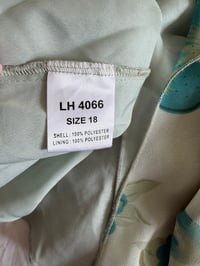 LH 4066
SIZE 18
SHELL: 100% POLYESTER
LINING: 100% POLYESTER